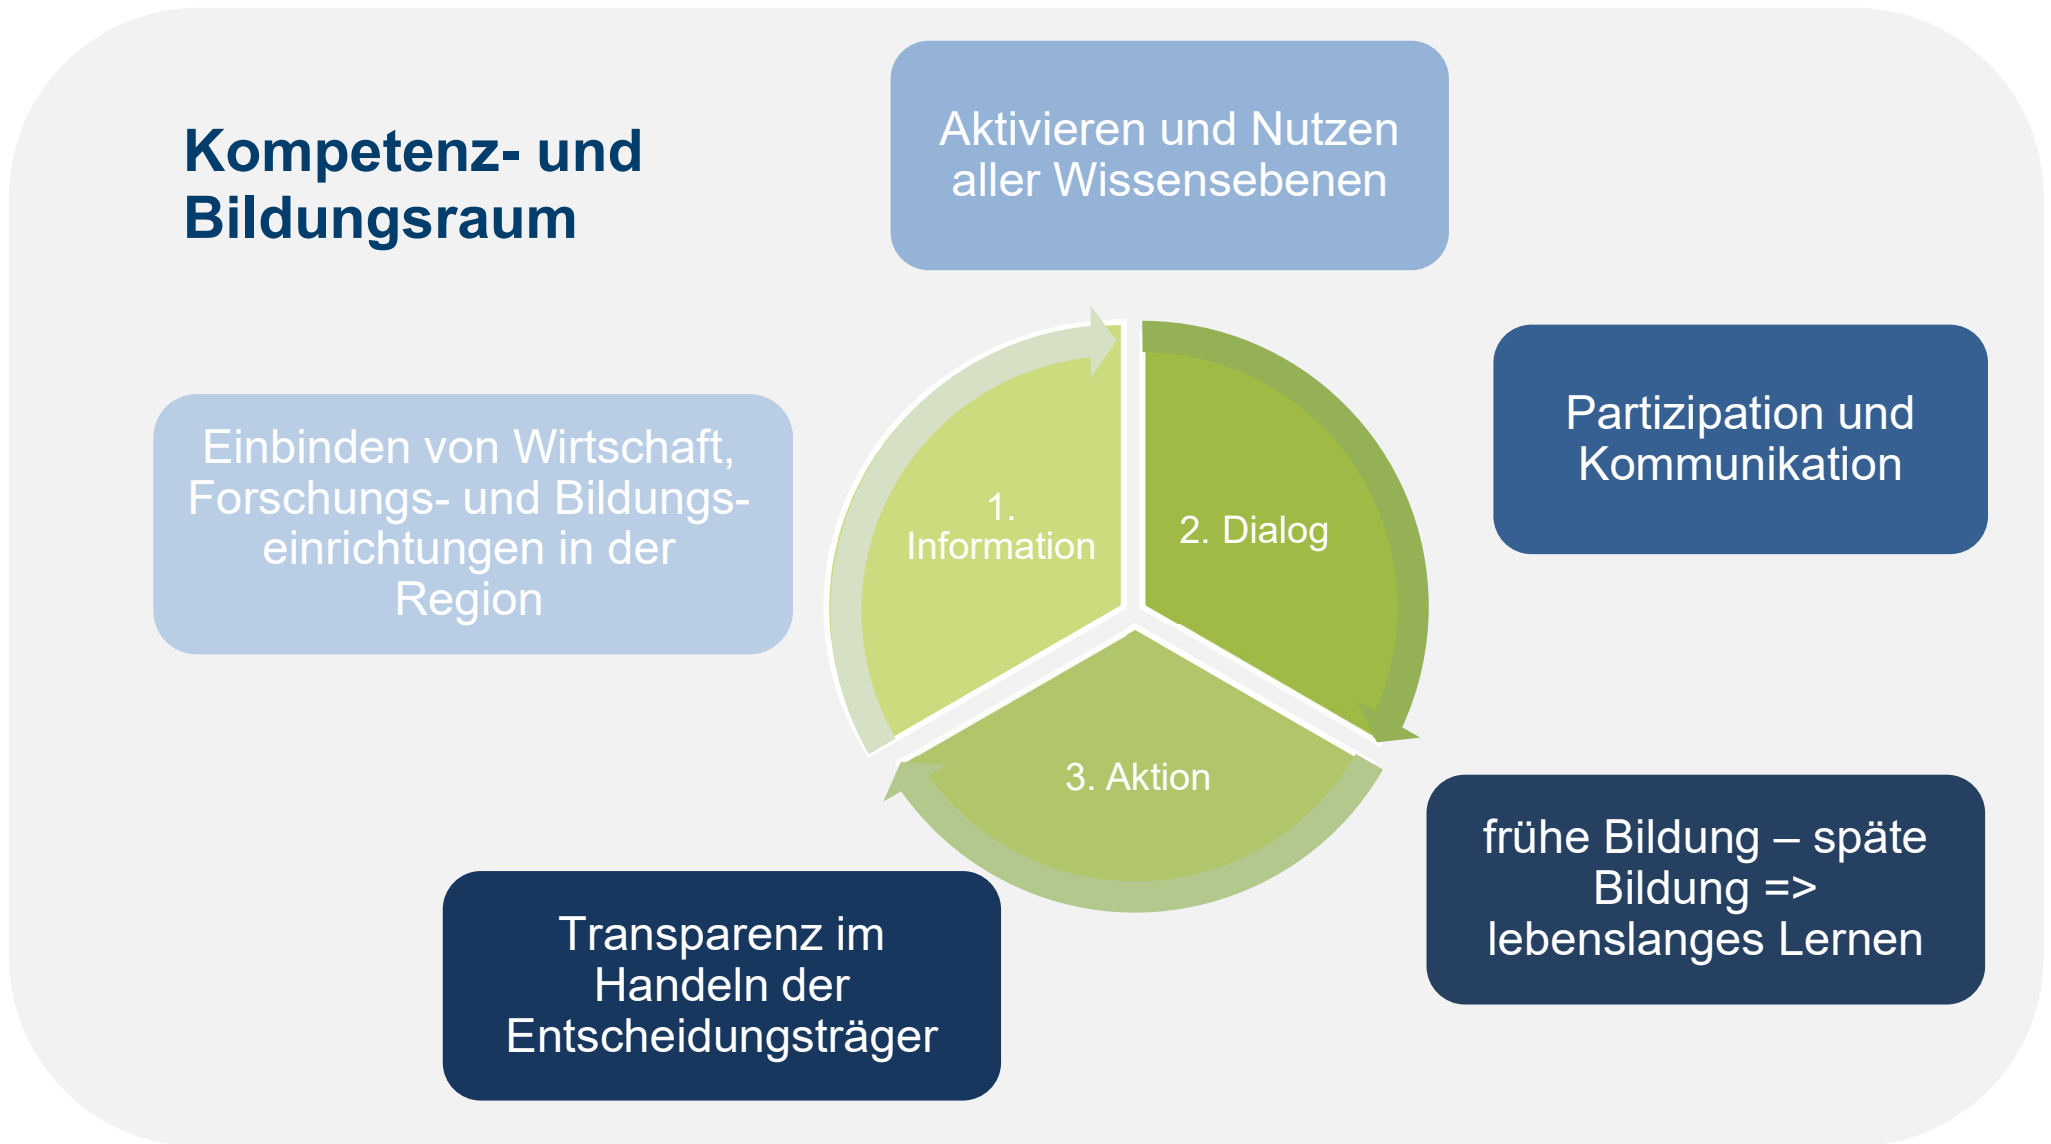 Kompetenz- und
Bildungsraum
Aktivieren und Nutzen
aller Wissensebenen
Partizipation und
Kommunikation
Einbinden von Wirtschaft,
Forschungs- und Bildungs-
einrichtungen in der
Region
1.
Information
2. Dialog
3. Aktion
frühe Bildung – späte
Bildung =>
lebenslanges Lernen
Transparenz im
Handeln der
Entscheidungsträger